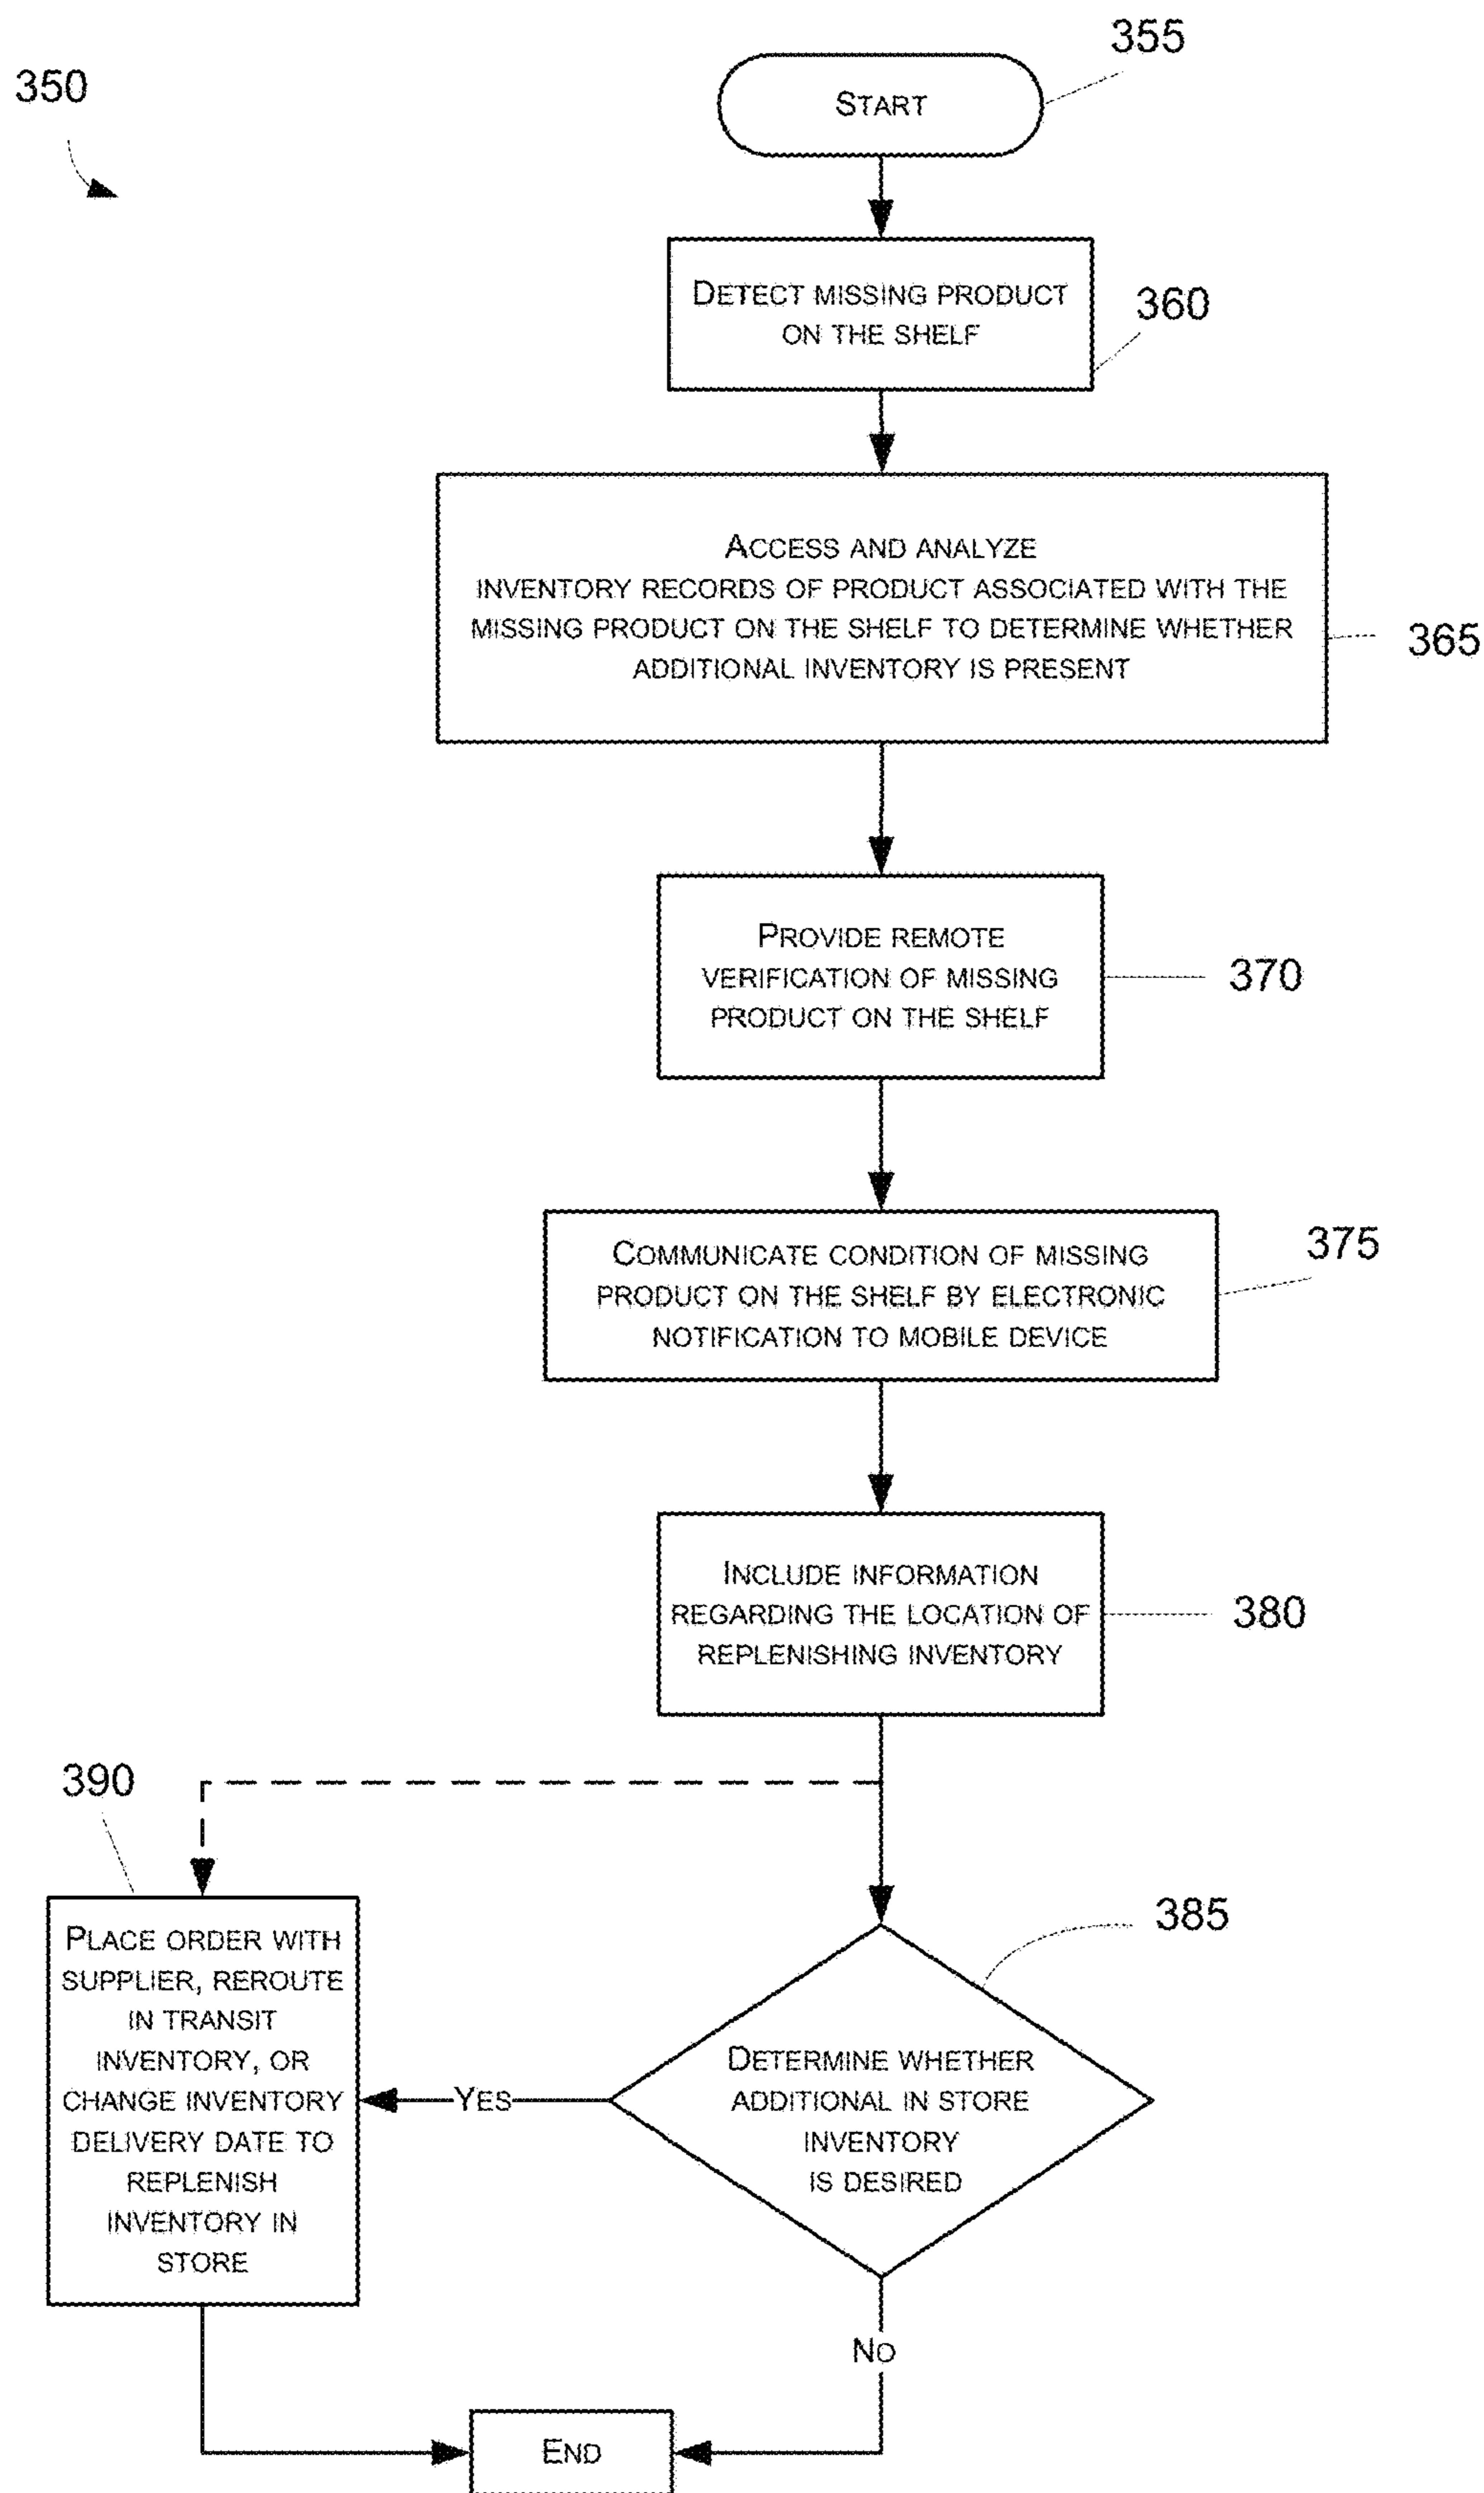 350
355
START
DETECT MISSING PRODUCT
ON THE SHELF
360
ACCESS AND ANALYZE
INVENTORY RECORDS OF PRODUCT ASSOCIATED WITH THE
MISSING PRODUCT ON THE SHELF TO DETERMINE WHETHER
ADDITIONAL INVENTORY IS PRESENT
365
PROVIDE REMOTE
VERIFICATION OF MISSING
PRODUCT ON THE SHELF
370
COMMUNICATE CONDITION OF MISSING
PRODUCT ON THE SHELF BY ELECTRONIC
NOTIFICATION TO MOBILE DEVICE
375
INCLUDE INFORMATION
REGARDING THE LOCATION OF
REPLENISHING INVENTORY
380
390
PLACE ORDER WITH
SUPPLIER, REROUTE
IN TRANSIT
INVENTORY, OR
CHANGE INVENTORY
DELIVERY DATE TO
REPLENISH
INVENTORY IN
STORE
YES
385
DETERMINE WHETHER
ADDITIONAL IN STORE
INVENTORY
IS DESIRED
NO
END